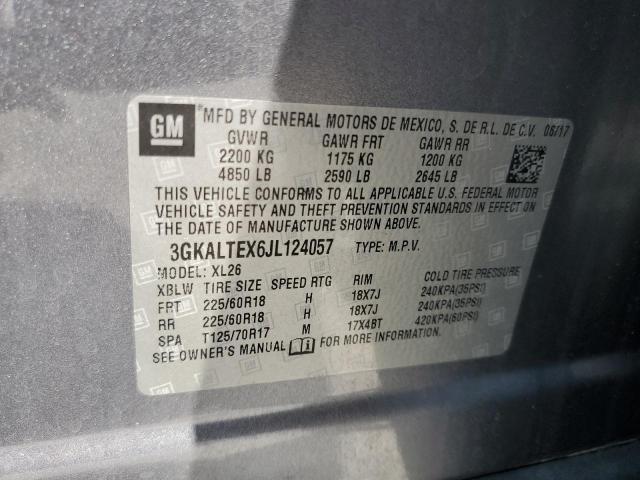 GM *MFD BY GENERAL MOTORS DE MEXICO, S. DE R.L. DE C.V. 08/17
GVWR GAWR FRT GAWR RR
2200 KG 1175 KG 1200 KG
4850 LB 2590 LB 2645 LB
THIS VEHICLE CONFORMS TO ALL APPLICABLE U.S. FEDERAL MOTOR
VEHICLE SAFETY AND THEFT PREVENTION STANDARDS IN EFFECT ON
THE DATE OF MANUFACTURE SHOWN ABOVE.
3GKALTEX6JL124057 TYPE: M.P.V.
MODEL: XL26
XBLW TIRE SIZE SPEED RTG RIM COLD TIRE PRESSURE
FRT 225/60R18 H 18X7J 240KPA(35PSI)
RR 225/60R18 H 18X7J 240KPA(35PSI)
SPA T125/70R17 M 17X4BT 420KPA(60PSI)
SEE OWNER'S MANUAL FOR MORE INFORMATION.